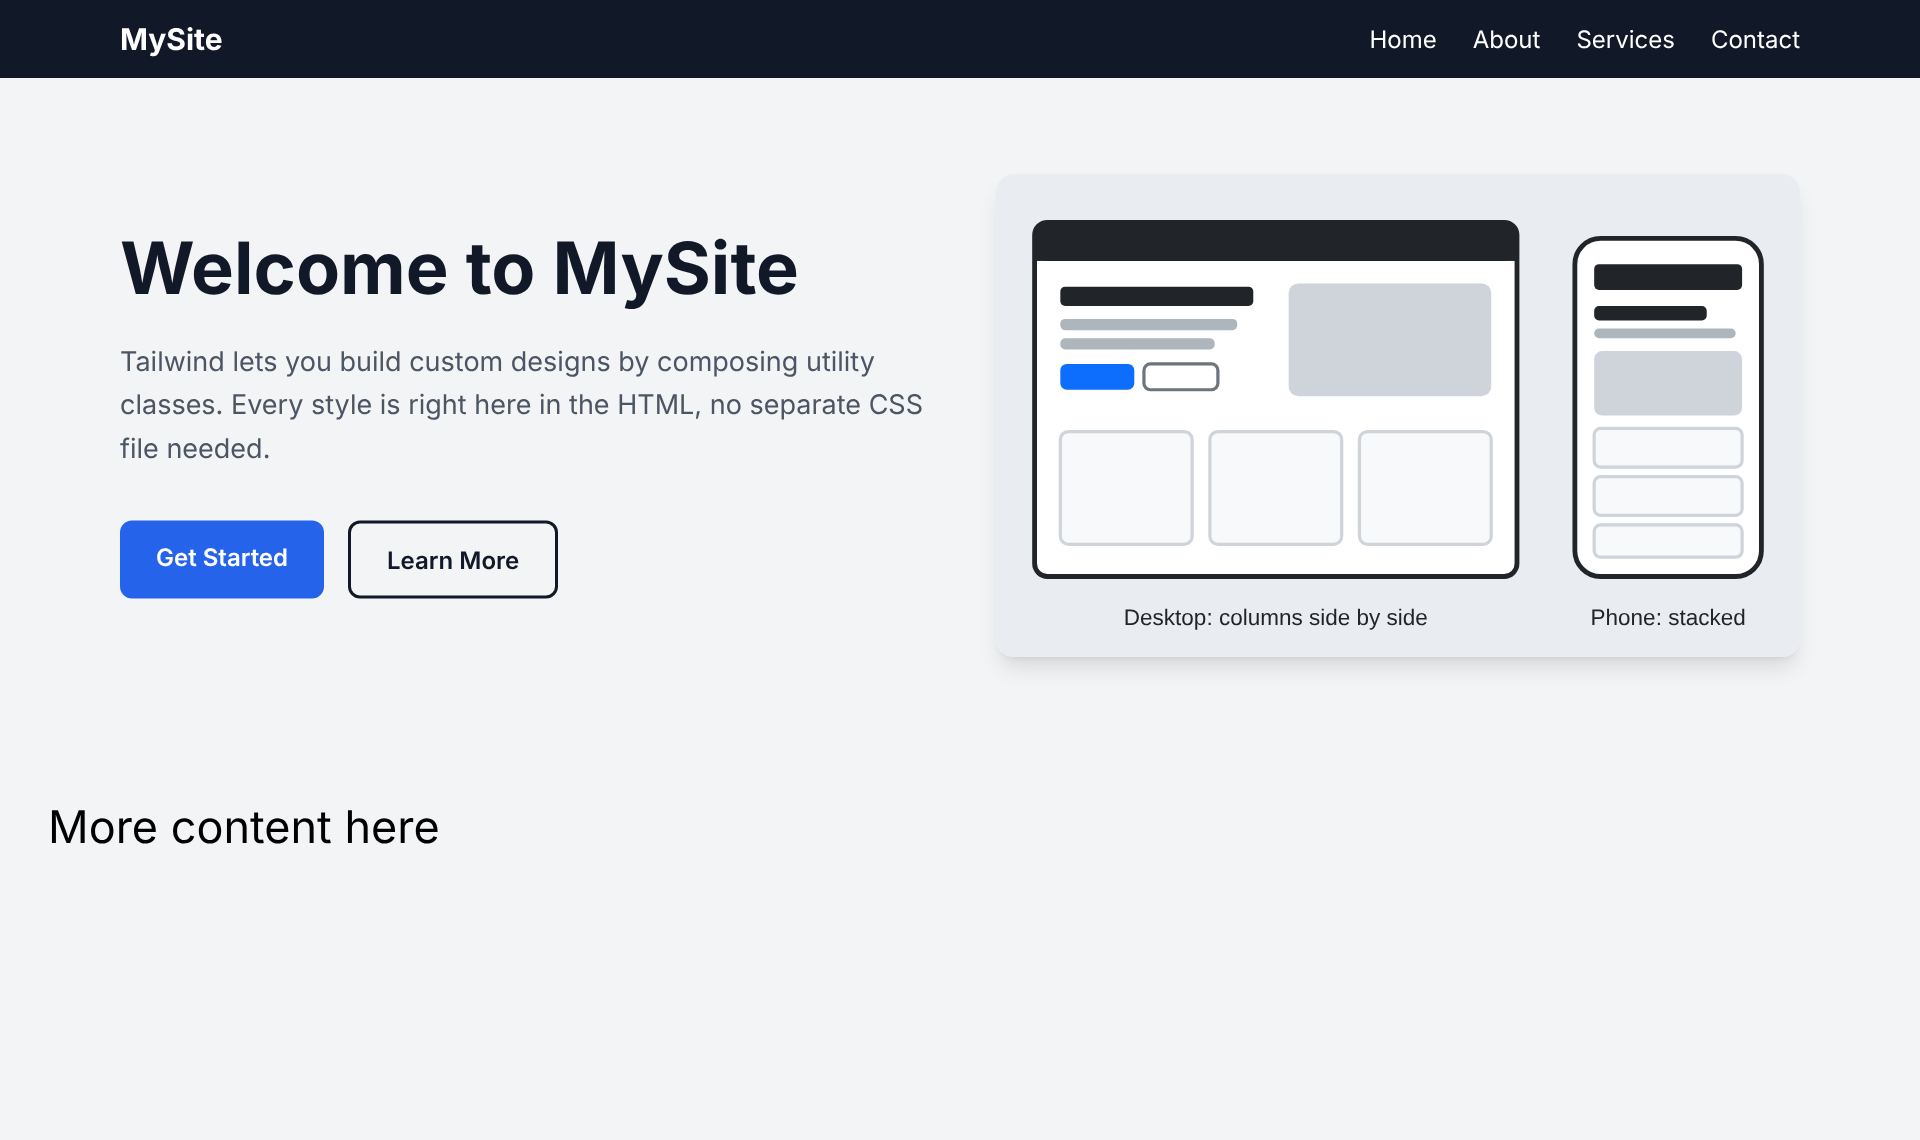 MySite
Home About Services Contact
Welcome to MySite
Tailwind lets you build custom designs by composing utility
classes. Every style is right here in the HTML, no separate CSS
file needed.
Get Started Learn More
Desktop: columns side by side Phone: stacked
More content here